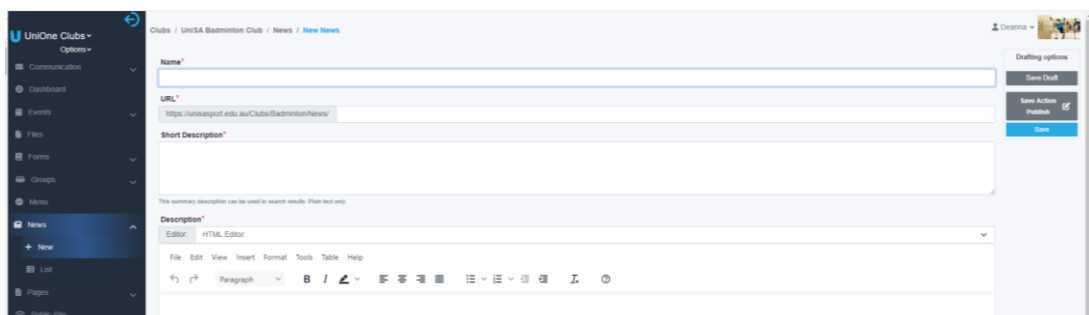 UniOne Clubs
Options
Communication
Dashboard
Events
Files
Forms
Groups
Menu
News
+ New
List
Pages
Public Site
Clubs / UniSA Badminton Club / News / New News
Deanna
Name*
URL*
https://unisasport.edu.au/Clubs/Badminton/News/
Short Description*
This summary description can be used in search results. Plain text only.
Description*
Editor: HTML Editor
File Edit View Insert Format Tools Table Help
Paragraph B I
Drafting options
Save Draft
Save Action
Publish
Save